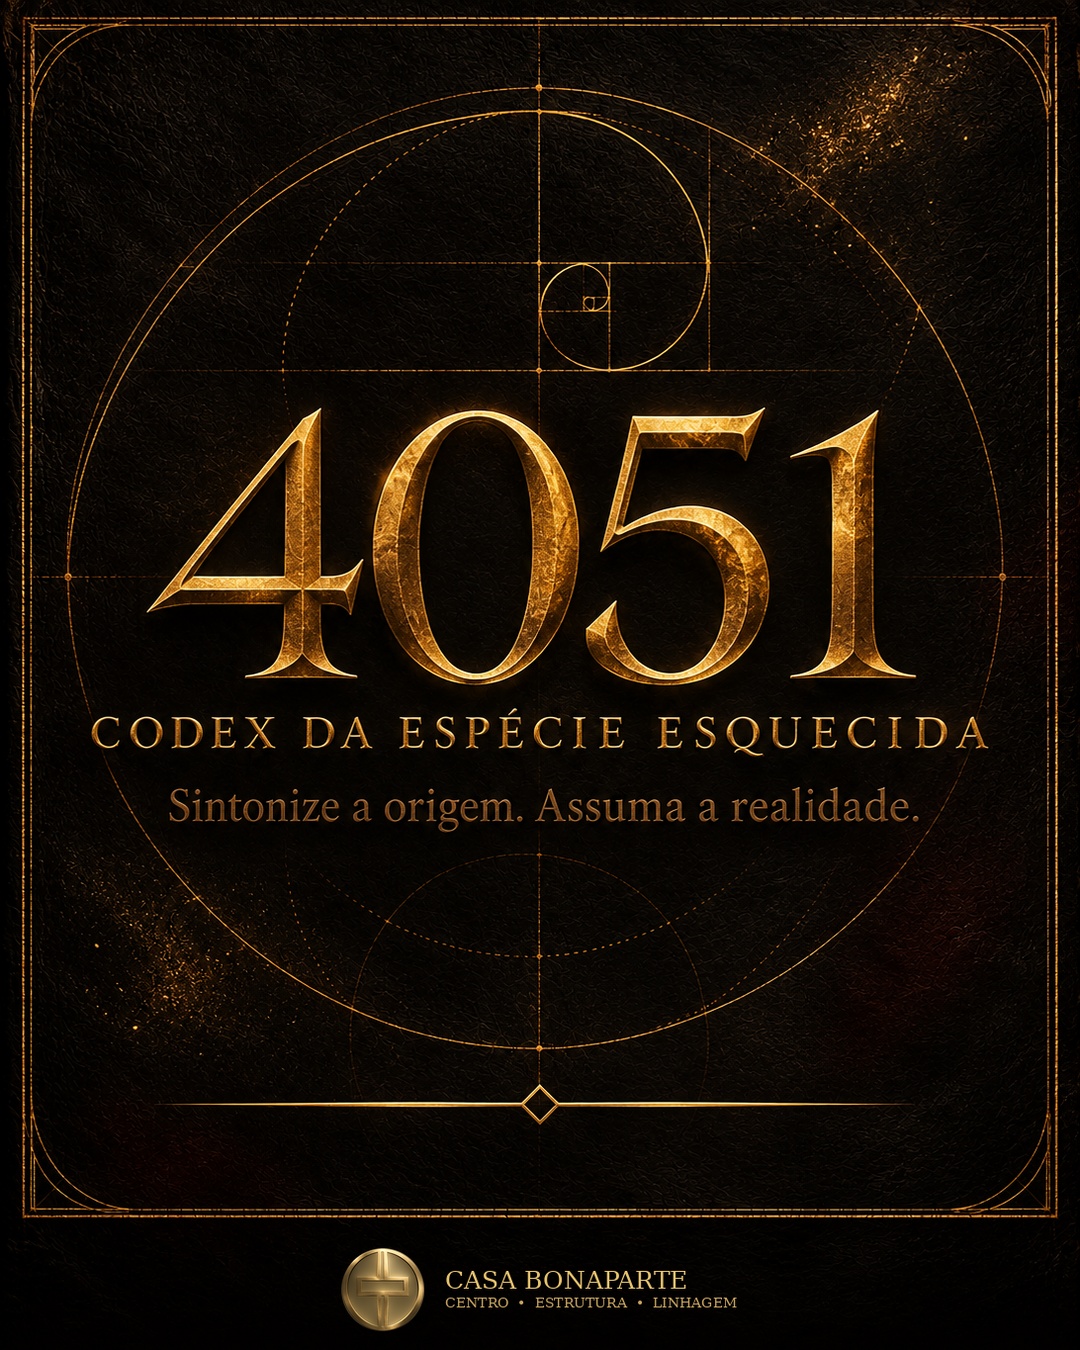 4051
CODEX DA ESPÉCIE ESQUECIDA
Sintonize a origem. Assuma a realidade.
CASA BONAPARTE
CENTRO • ESTRUTURA • LINHAGEM